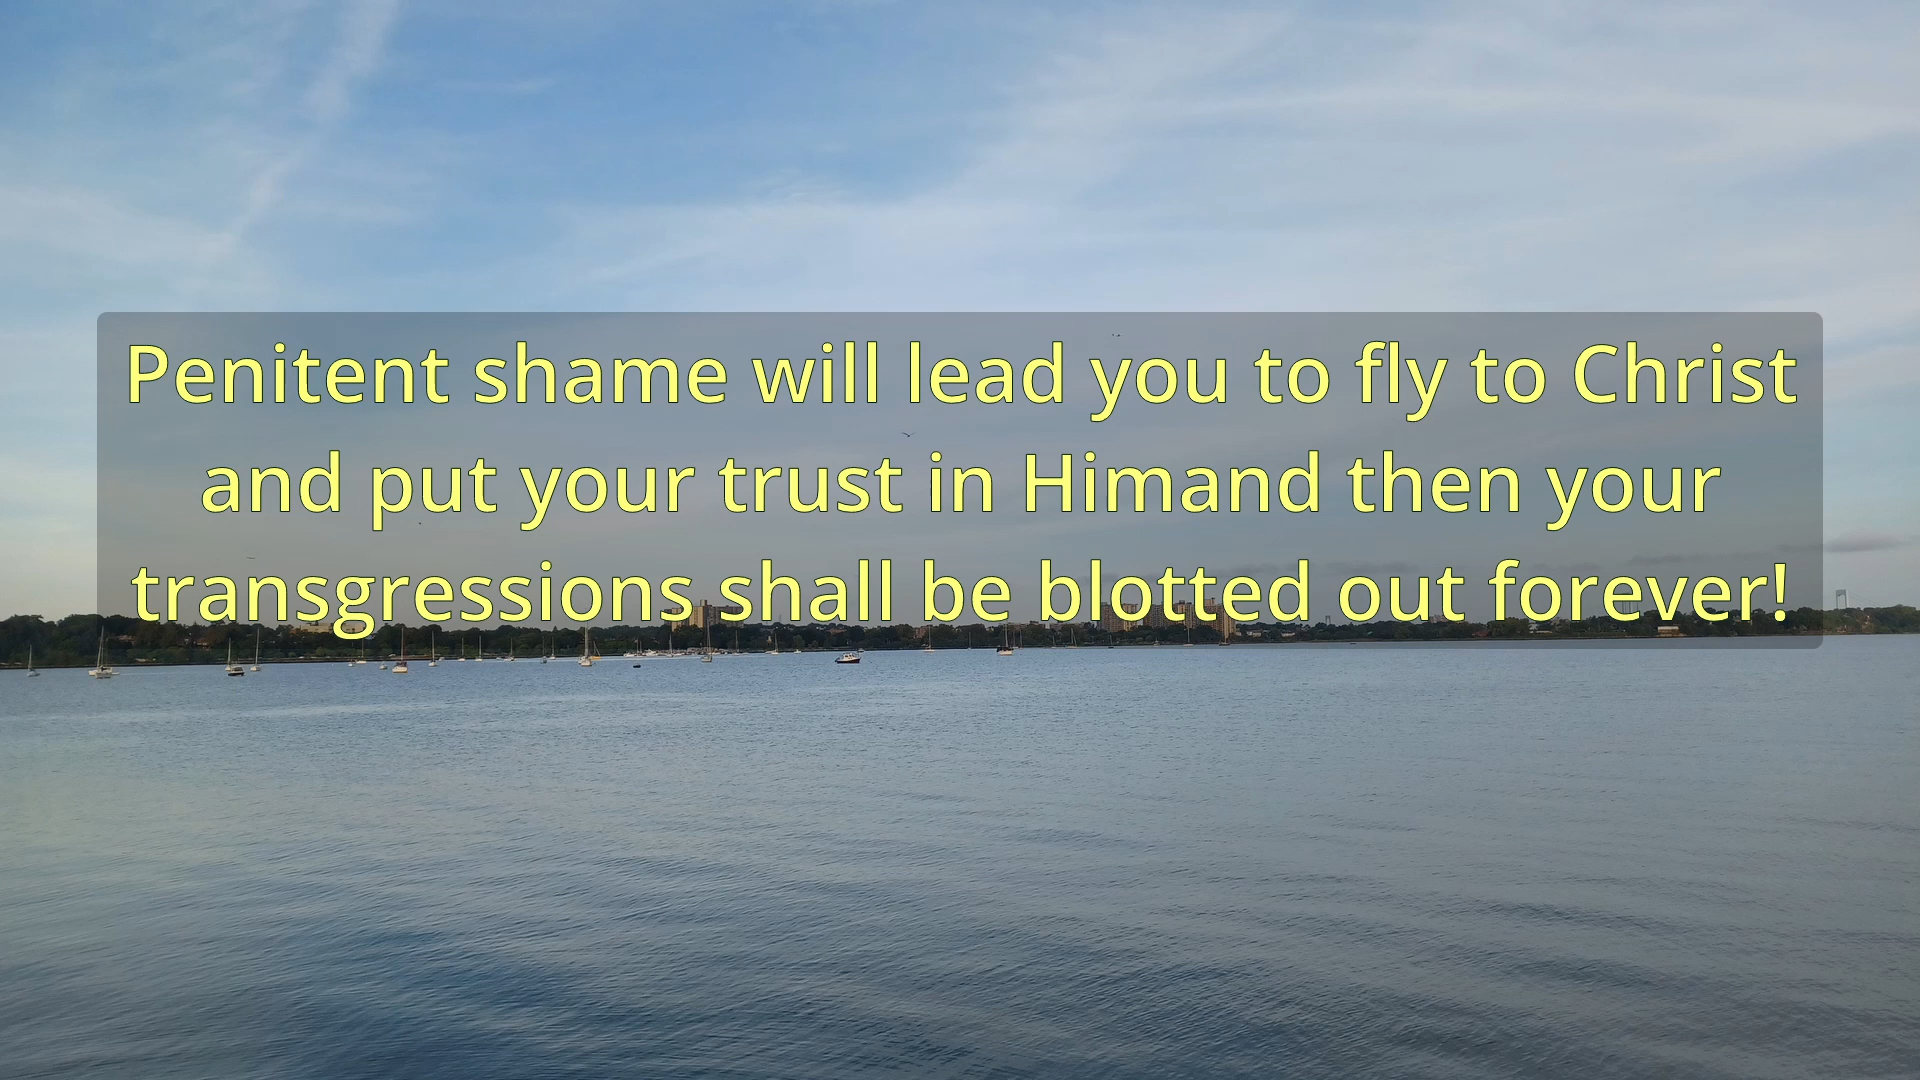 Penitent shame will lead you to fly to Christ
and put your trust in Himand then your
transgressions shall be blotted out forever!